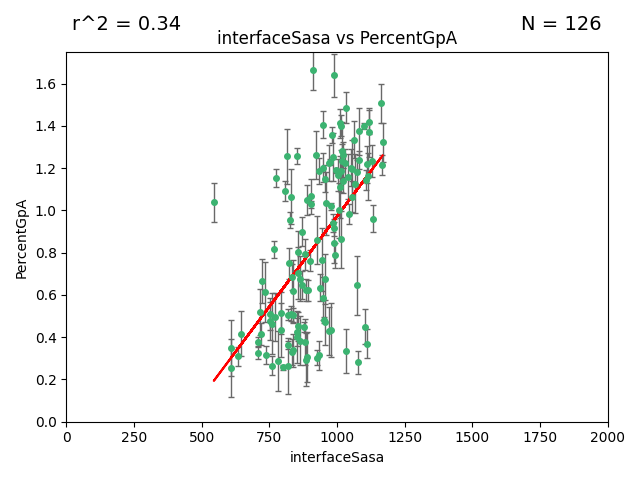 r^2 = 0.34
N = 126
interfaceSasa vs PercentGpA
PercentGpA
1.6
1.4
1.2
1.0
0.8
0.6
0.4
0.2
0.0
0 250 500 750 1000 1250 1500 1750 2000
interfaceSasa